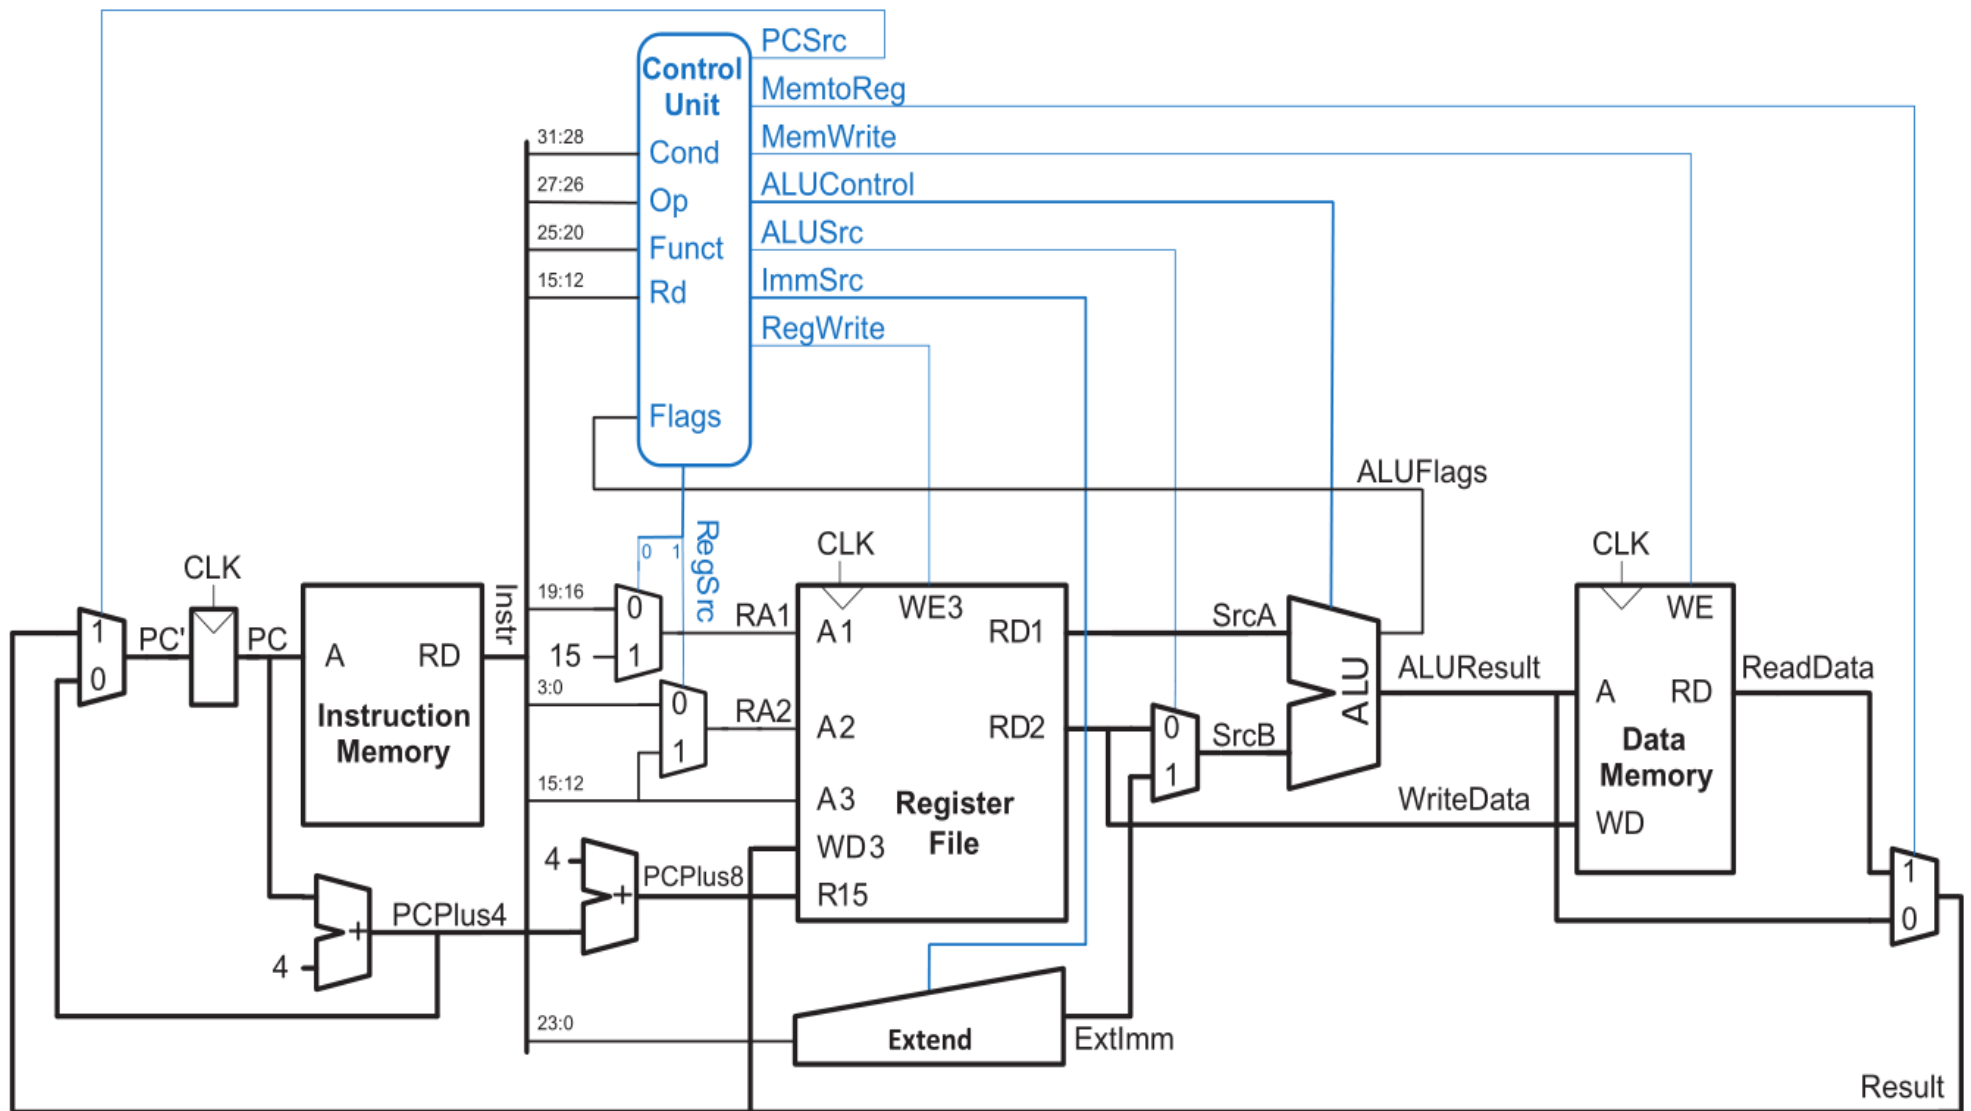 PCSrc
Control
Unit
MemtoReg
31:28
Cond
MemWrite
27:26
Op
ALUControl
25:20
Funct
ALUSrc
15:12
Rd
ImmSrc
RegWrite
Flags
ALUFlags
RegSrc
0 1
CLK
CLK
CLK
Instr
19:16
0
15
1
RA1
A1
WE3
RD1
SrcA
WE
1
0
PC'
PC
A
RD
Instruction
Memory
3:0
0
1
RA2
A2
RD2
0
1
SrcB
ALU
ALUResult
A
RD
ReadData
Data
Memory
15:12
A3
Register
File
WriteData
WD
WD3
R15
4
+
PCPlus8
1
0
PCPlus4
+
4
23:0
Extend
ExtImm
Result